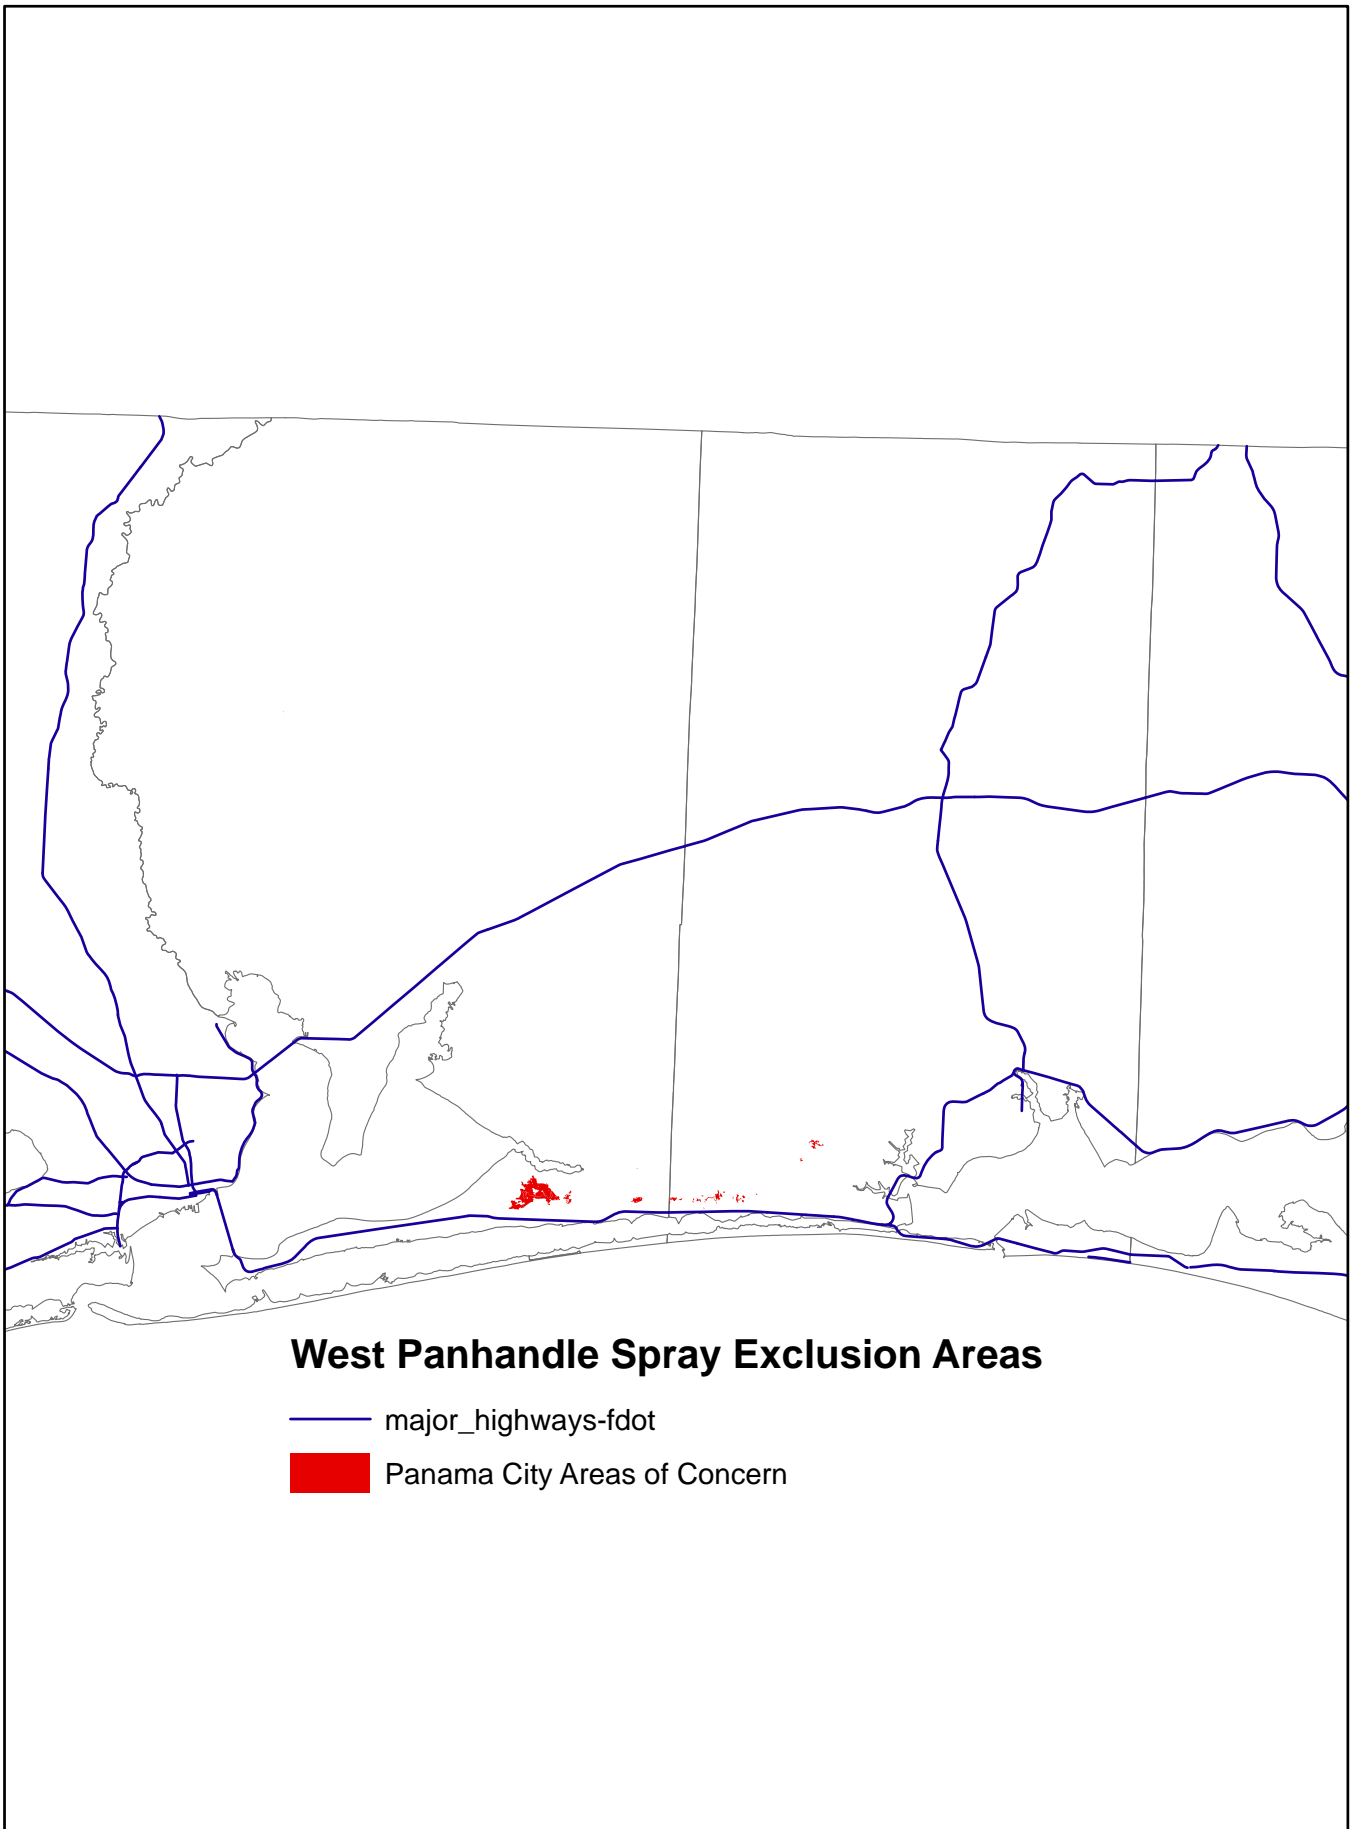 West Panhandle Spray Exclusion Areas
major_highways-fdot
Panama City Areas of Concern